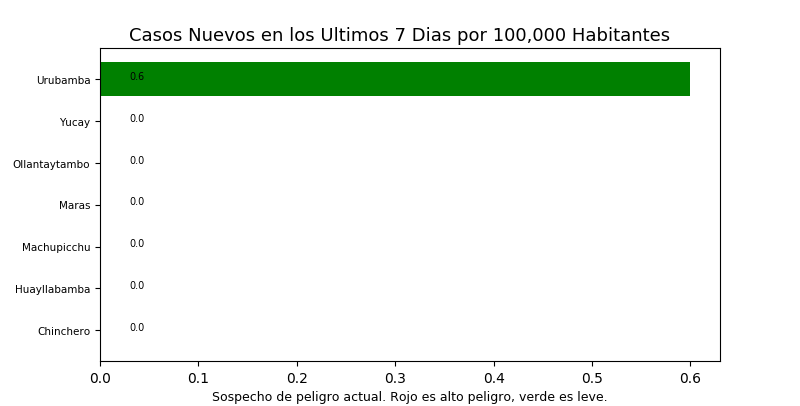 Casos Nuevos en los Ultimos 7 Dias por 100,000 Habitantes
Urubamba 0.6
Yucay 0.0
Ollantaytambo 0.0
Maras 0.0
Machupicchu 0.0
Huayllabamba 0.0
Chinchero 0.0
0.0 0.1 0.2 0.3 0.4 0.5 0.6
Sospecho de peligro actual. Rojo es alto peligro, verde es leve.